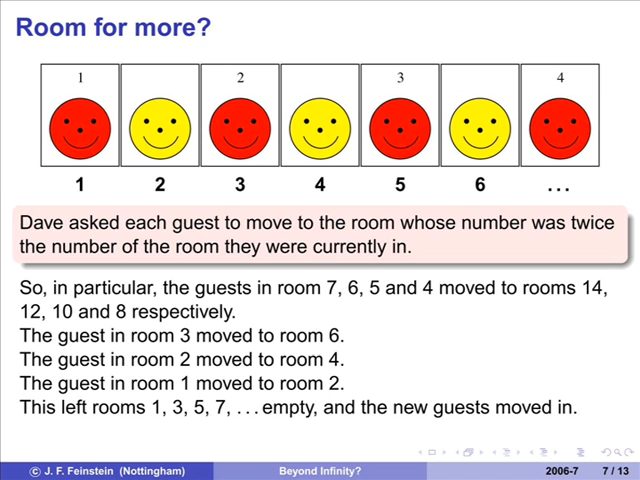 Room for more?
1 2 3 4
1 2 3 4 5 6 ...
Dave asked each guest to move to the room whose number was twice
the number of the room they were currently in.
So, in particular, the guests in room 7, 6, 5 and 4 moved to rooms 14,
12, 10 and 8 respectively.
The guest in room 3 moved to room 6.
The guest in room 2 moved to room 4.
The guest in room 1 moved to room 2.
This left rooms 1, 3, 5, 7, ... empty, and the new guests moved in.
© J. F. Feinstein (Nottingham) Beyond Infinity? 2006-7 7 / 13